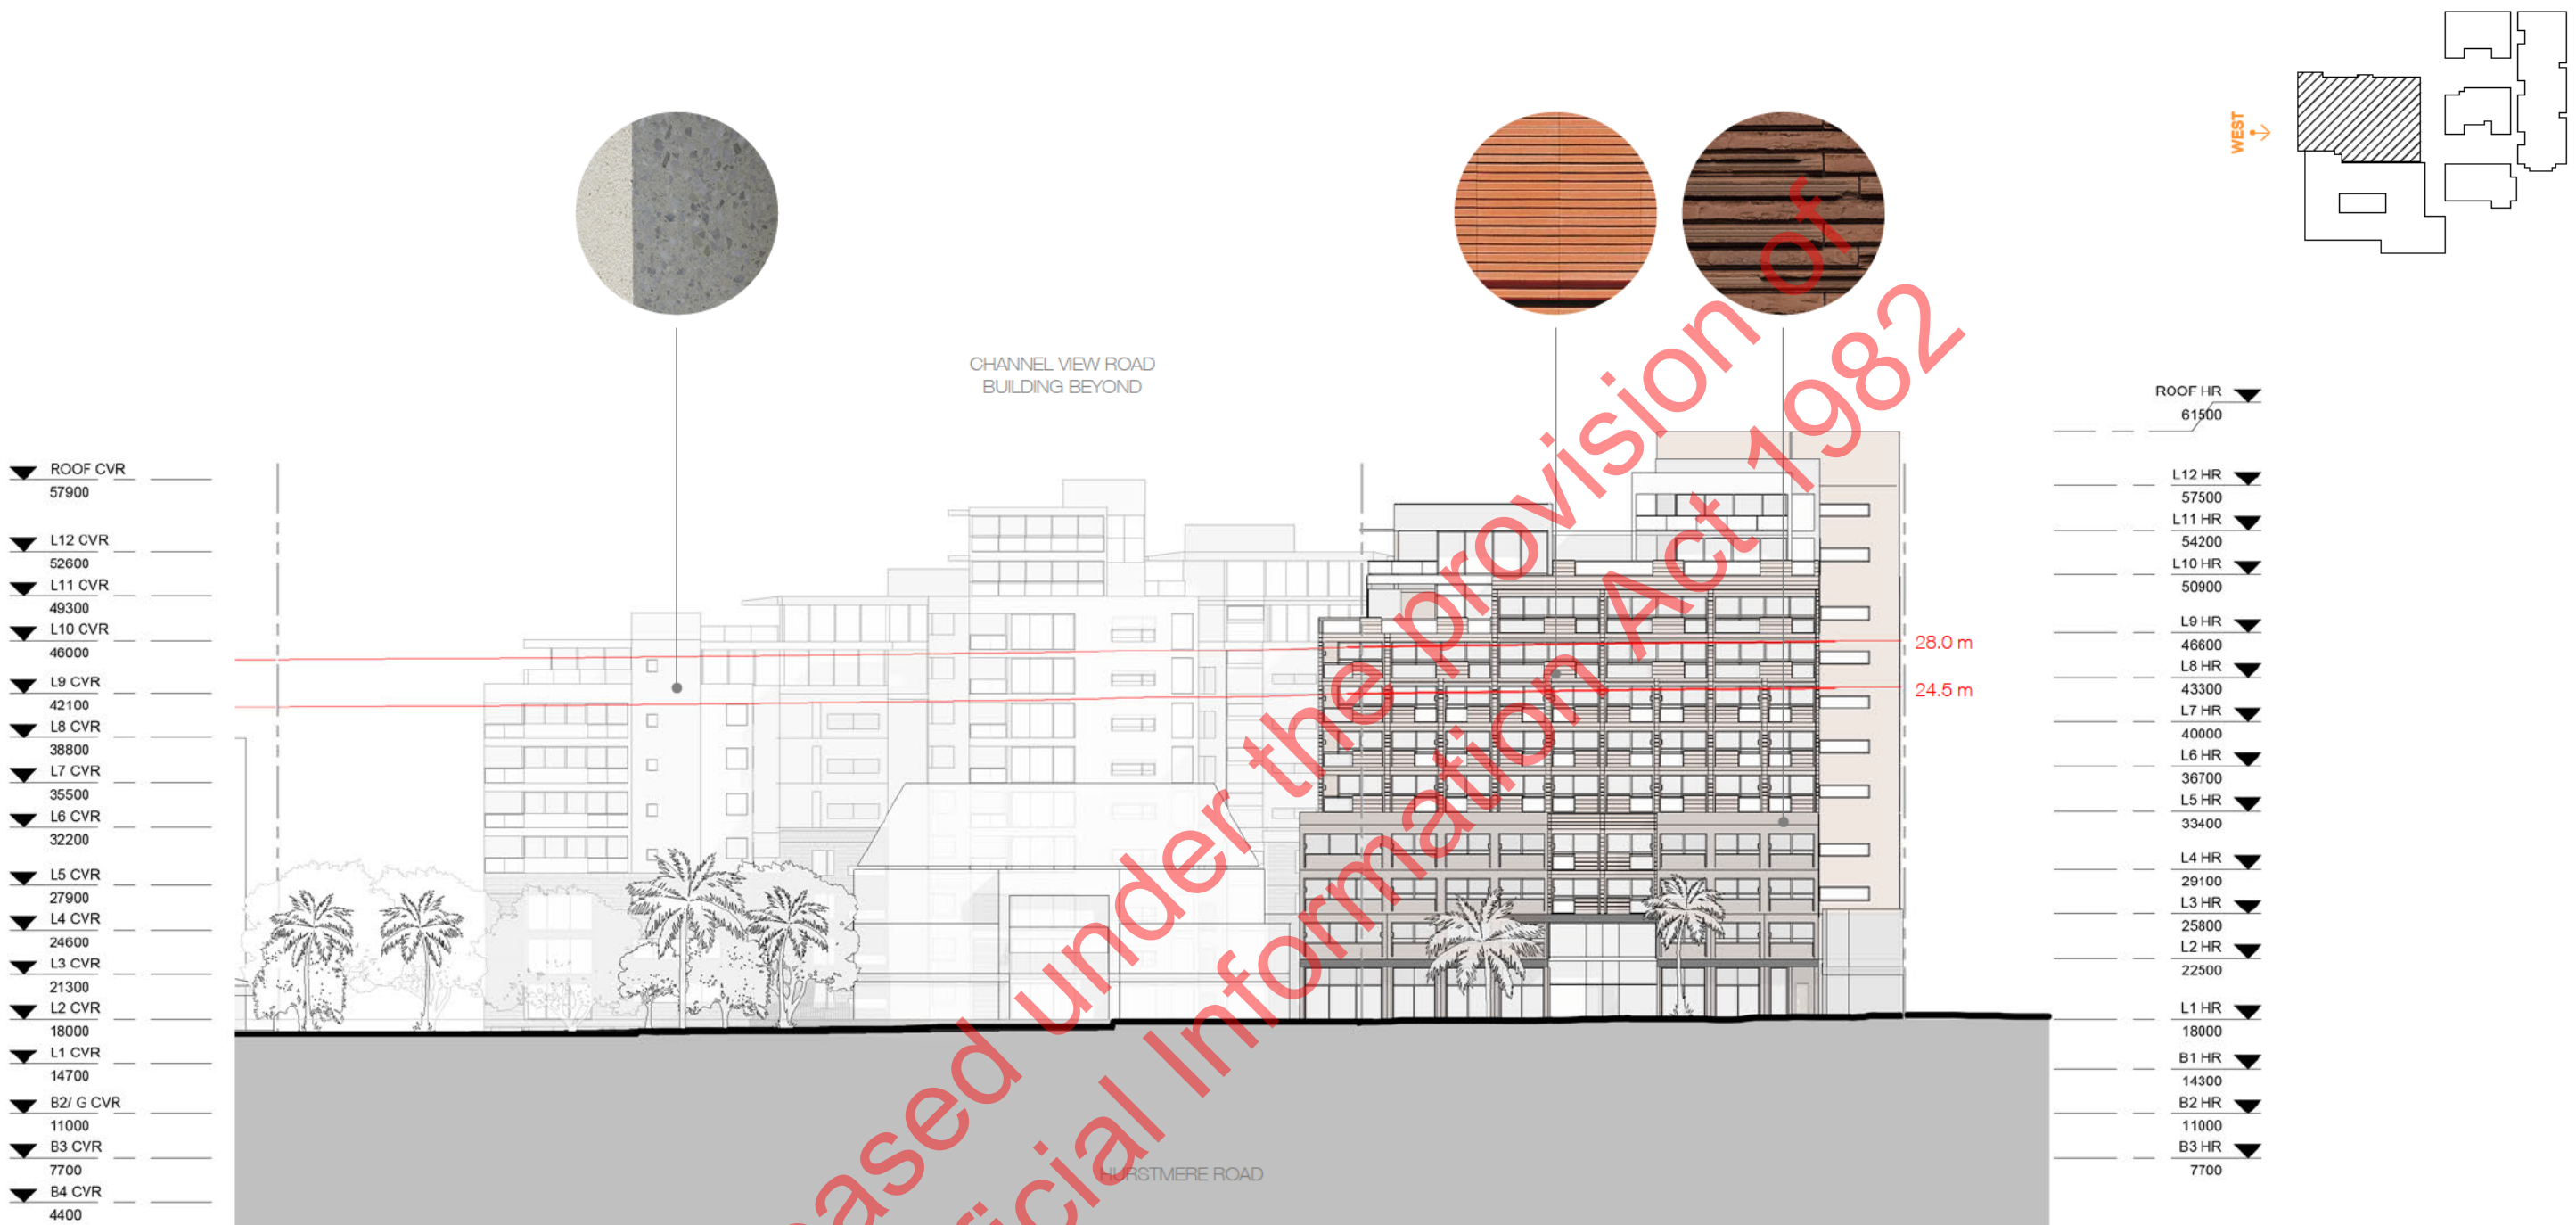 WEST
CHANNEL VIEW ROAD
BUILDING BEYOND
ROOF CVR
57900
L12 CVR
52600
L11 CVR
49300
L10 CVR
46000
L9 CVR
42100
L8 CVR
38800
L7 CVR
35500
L6 CVR
32200
L5 CVR
27900
L4 CVR
24600
L3 CVR
21300
L2 CVR
18000
L1 CVR
14700
B2/ G CVR
11000
B3 CVR
7700
B4 CVR
4400
28.0 m
24.5 m
ROOF HR
61500
L12 HR
57500
L11 HR
54200
L10 HR
50900
L9 HR
46600
L8 HR
43300
L7 HR
40000
L6 HR
36700
L5 HR
33400
L4 HR
29100
L3 HR
25800
L2 HR
22500
L1 HR
18000
B1 HR
14300
B2 HR
11000
B3 HR
7700
HURSTMERE ROAD
ased under the provision of
ficial Information Act 1982